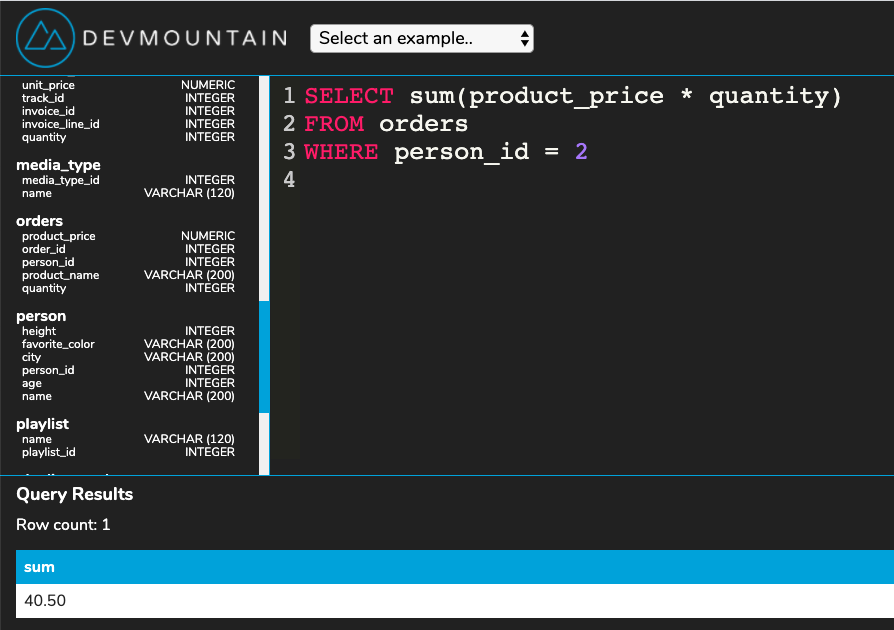 DEVMOUNTAIN
Select an example..
unit_price NUMERIC
track_id INTEGER
invoice_id INTEGER
invoice_line_id INTEGER
quantity INTEGER
media_type
media_type_id INTEGER
name VARCHAR (120)
orders
product_price NUMERIC
order_id INTEGER
person_id INTEGER
product_name VARCHAR (200)
quantity INTEGER
person
height INTEGER
favorite_color VARCHAR (200)
city VARCHAR (200)
person_id INTEGER
age INTEGER
name VARCHAR (200)
playlist
name VARCHAR (120)
playlist_id INTEGER
1 SELECT sum(product_price * quantity)
2 FROM orders
3 WHERE person_id = 2
4
Query Results
Row count: 1
sum
40.50